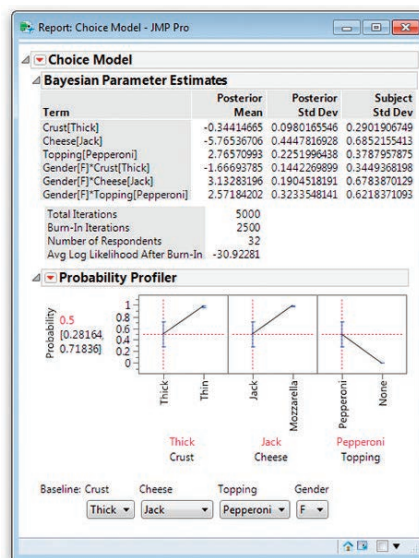 Report: Choice Model - JMP Pro
Choice Model
Bayesian Parameter Estimates
Term Posterior Mean Posterior Std Dev Subject Std Dev
Crust[Thick] -0.34414665 0.0980165546 0.2901906749
Cheese[Jack] -5.76536706 0.4447816928 0.6852155413
Topping[Pepperoni] 2.76570993 0.2251996438 0.3787957875
Gender[F]*Crust[Thick] -1.66693785 0.1442269899 0.3449368198
Gender[F]*Cheese[Jack] 3.13283196 0.1904518191 0.6783870129
Gender[F]*Topping[Pepperoni] 2.57184202 0.3233548141 0.6218371093
Total Iterations 5000
Burn-In Iterations 2500
Number of Respondents 32
Avg Log Likelihood After Burn-In -30.92281
Probability Profiler
Probability
0.5
[0.28164,
0.71836]
1
0.8
0.6
0.4
0.2
0
Thick Thin Jack Mozzarella Pepperoni None
Thick Jack Pepperoni
Crust Cheese Topping
Baseline: Crust Cheese Topping Gender
Thick Jack Pepperoni F